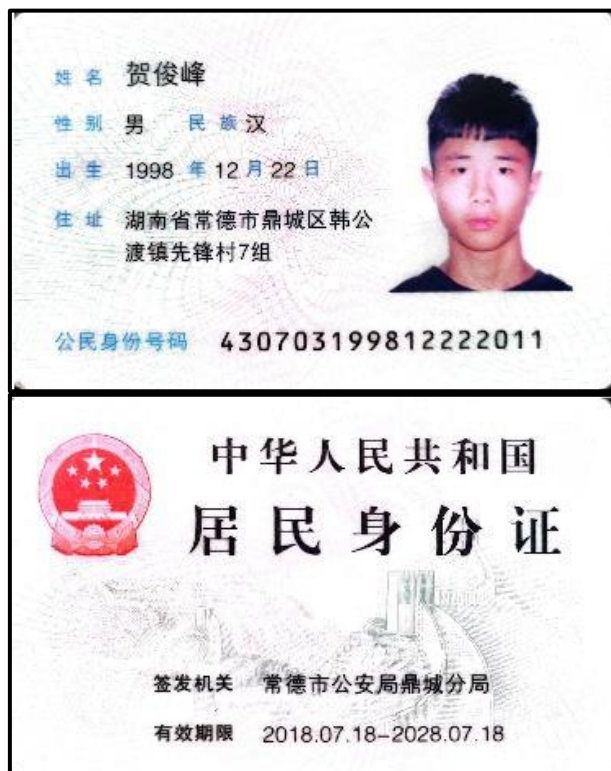 姓名 贺俊峰
性别 男 民族 汉
出生 1998 年 12 月 22 日
住址 湖南省常德市鼎城区韩公
渡镇先锋村7组
公民身份号码 430703199812222011
中华人民共和国
居民身份证
签发机关 常德市公安局鼎城分局
有效期限 2018.07.18-2028.07.18